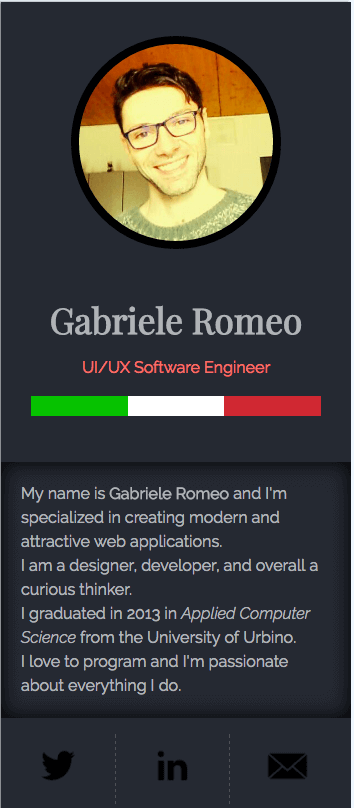 Gabriele Romeo
UI/UX Software Engineer
My name is Gabriele Romeo and I'm
specialized in creating modern and
attractive web applications.
I am a designer, developer, and overall a
curious thinker.
I graduated in 2013 in Applied Computer
Science from the University of Urbino.
I love to program and I'm passionate
about everything I do.
in